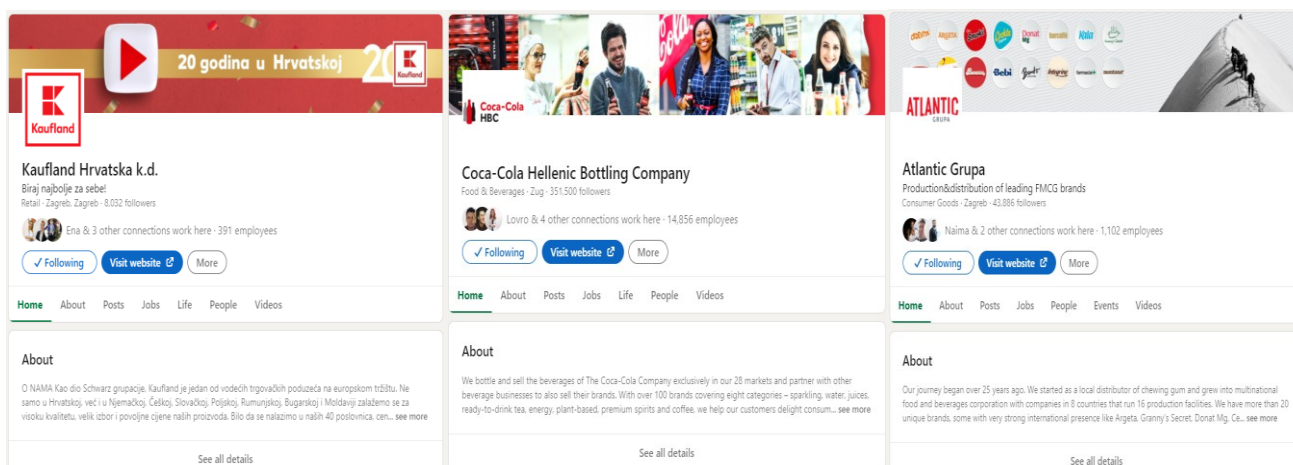 20 godina u Hrvatskoj
20
Kaufland
Kaufland
Kaufland Hrvatska k.d.
Biraj najbolje za sebe!
Retail · Zagreb, Zagreb · 8,032 followers
Ena & 3 other connections work here · 391 employees
✓ Following
Visit website
More
Home About Posts Jobs Life People Videos
About
O NAMA Kao dio Schwarz grupacije, Kaufland je jedan od vodećih trgovačkih poduzeća na europskom tržištu. Ne
samo u Hrvatskoj, već i u Njemačkoj, Češkoj, Slovačkoj, Poljskoj, Rumunjskoj, Bugarskoj i Moldaviji zalažemo se za
visoku kvalitetu, velik izbor i povoljne cijene naših proizvoda. Bilo da se nalazimo u naših 40 poslovnica, cen... see more
See all details
Coca-Cola
HBC
Coca-Cola Hellenic Bottling Company
Food & Beverages · Zug · 351,500 followers
Lovro & 4 other connections work here · 14,856 employees
✓ Following
Visit website
More
Home About Posts Jobs Life People Videos
About
We bottle and sell the beverages of The Coca-Cola Company exclusively in our 28 markets and partner with other
beverage businesses to also sell their brands. With over 100 brands covering eight categories – sparkling, water, juices,
ready-to-drink tea, energy, plant-based, premium spirits and coffee, we help our customers delight consum... see more
See all details
Argeta
Donat
Mg
Kala
Bebi
ATLANTIC
GRUPA
Atlantic Grupa
Production&distribution of leading FMCG brands
Consumer Goods · Zagreb · 43,886 followers
Naima & 2 other connections work here · 1,102 employees
✓ Following
Visit website
More
Home About Posts Jobs People Events Videos
About
Our journey began over 25 years ago. We started as a local distributor of chewing gum and grew into multinational
food and beverages corporation with companies in 8 countries that run 16 production facilities. We have more than 20
unique brands, some with very strong international presence like Argeta, Granny's Secret, Donat Mg, Ce... see more
See all details